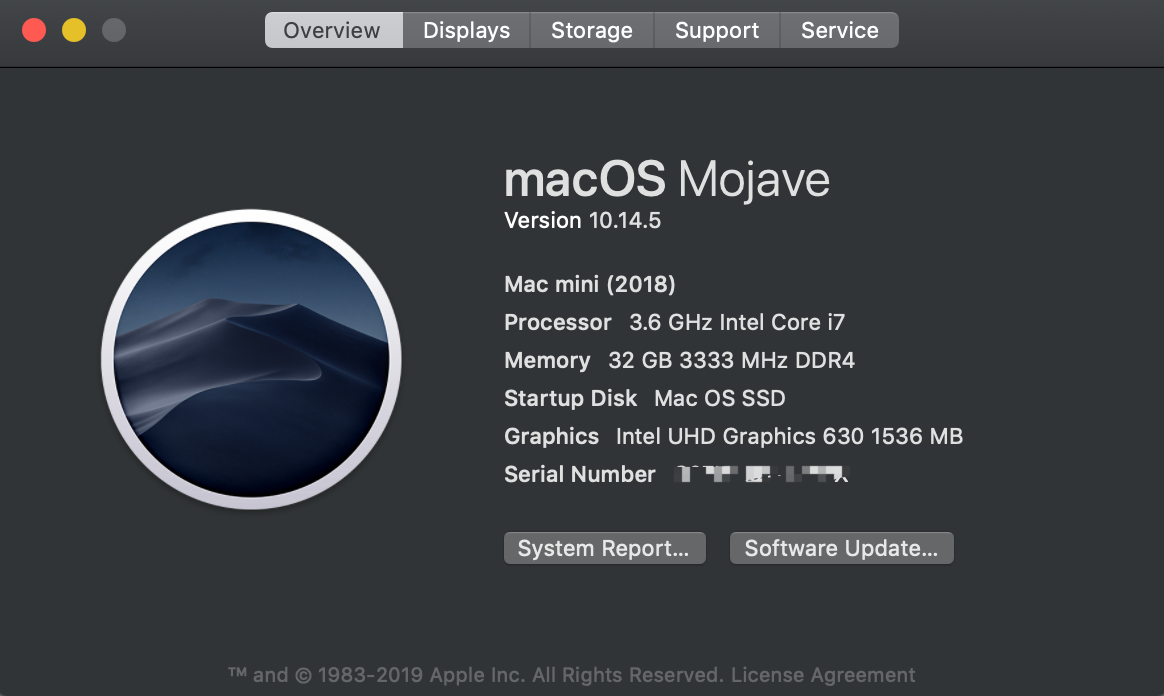 Overview Displays Storage Support Service
macOS Mojave
Version 10.14.5
Mac mini (2018)
Processor 3.6 GHz Intel Core i7
Memory 32 GB 3333 MHz DDR4
Startup Disk Mac OS SSD
Graphics Intel UHD Graphics 630 1536 MB
Serial Number
System Report... Software Update...
™ and © 1983-2019 Apple Inc. All Rights Reserved. License Agreement